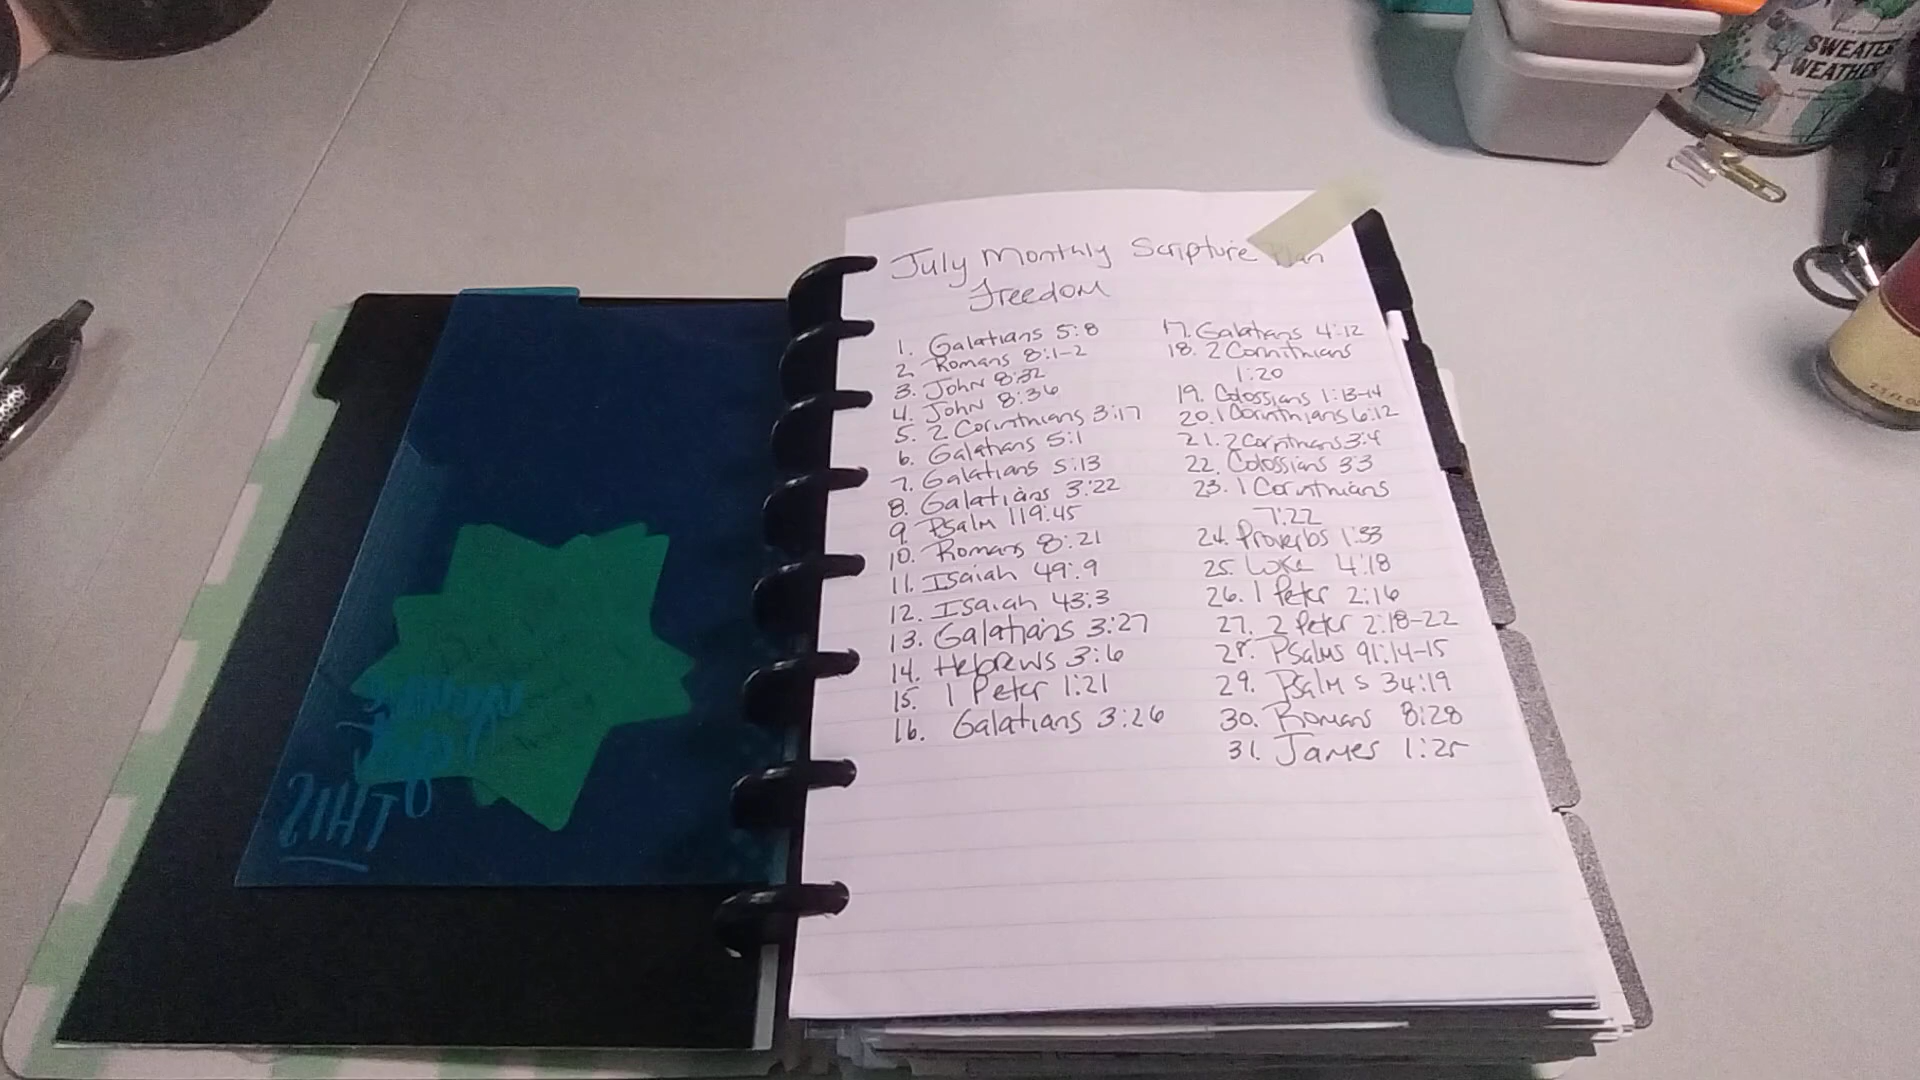 SWEATER
WEATHER
July Monthly Scripture Plan
Freedom
1. Galatians 5:8
2. Romans 8:1-2
3. John 8:32
4. John 8:36
5. 2 Corinthians 3:17
6. Galatians 5:1
7. Galatians 5:13
8. Galatians 3:22
9. Psalm 119:45
10. Romans 8:21
11. Isaiah 49:9
12. Isaiah 43:3
13. Galatians 3:27
14. Hebrews 3:6
15. 1 Peter 1:21
16. Galatians 3:26
17. Galatians 4:12
18. 2 Corinthians
1:20
19. Colossians 1:13-14
20. 1 Corinthians 6:12
21. 2 Corinthians 3:4
22. Colossians 3:3
23. 1 Corinthians
7:22
24. Proverbs 1:33
25. Luke 4:18
26. 1 Peter 2:16
27. 2 Peter 2:18-22
28. Psalms 91:14-15
29. Psalms 34:19
30. Romans 8:28
31. James 1:25
THIS